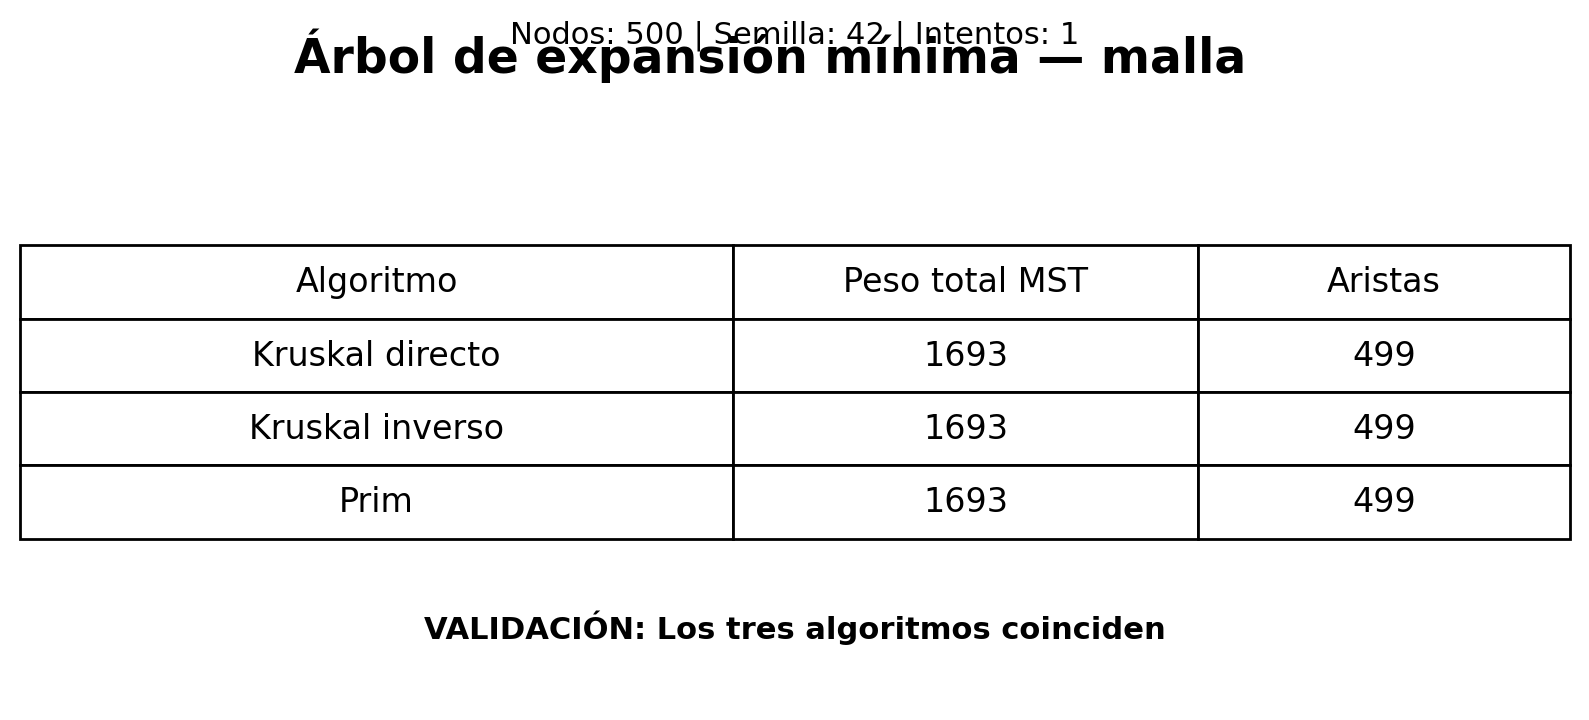 Nodos: 500 | Semilla: 42 | Intentos: 1
Árbol de expansión mínima — malla
Algoritmo Peso total MST Aristas
Kruskal directo 1693 499
Kruskal inverso 1693 499
Prim 1693 499
VALIDACIÓN: Los tres algoritmos coinciden